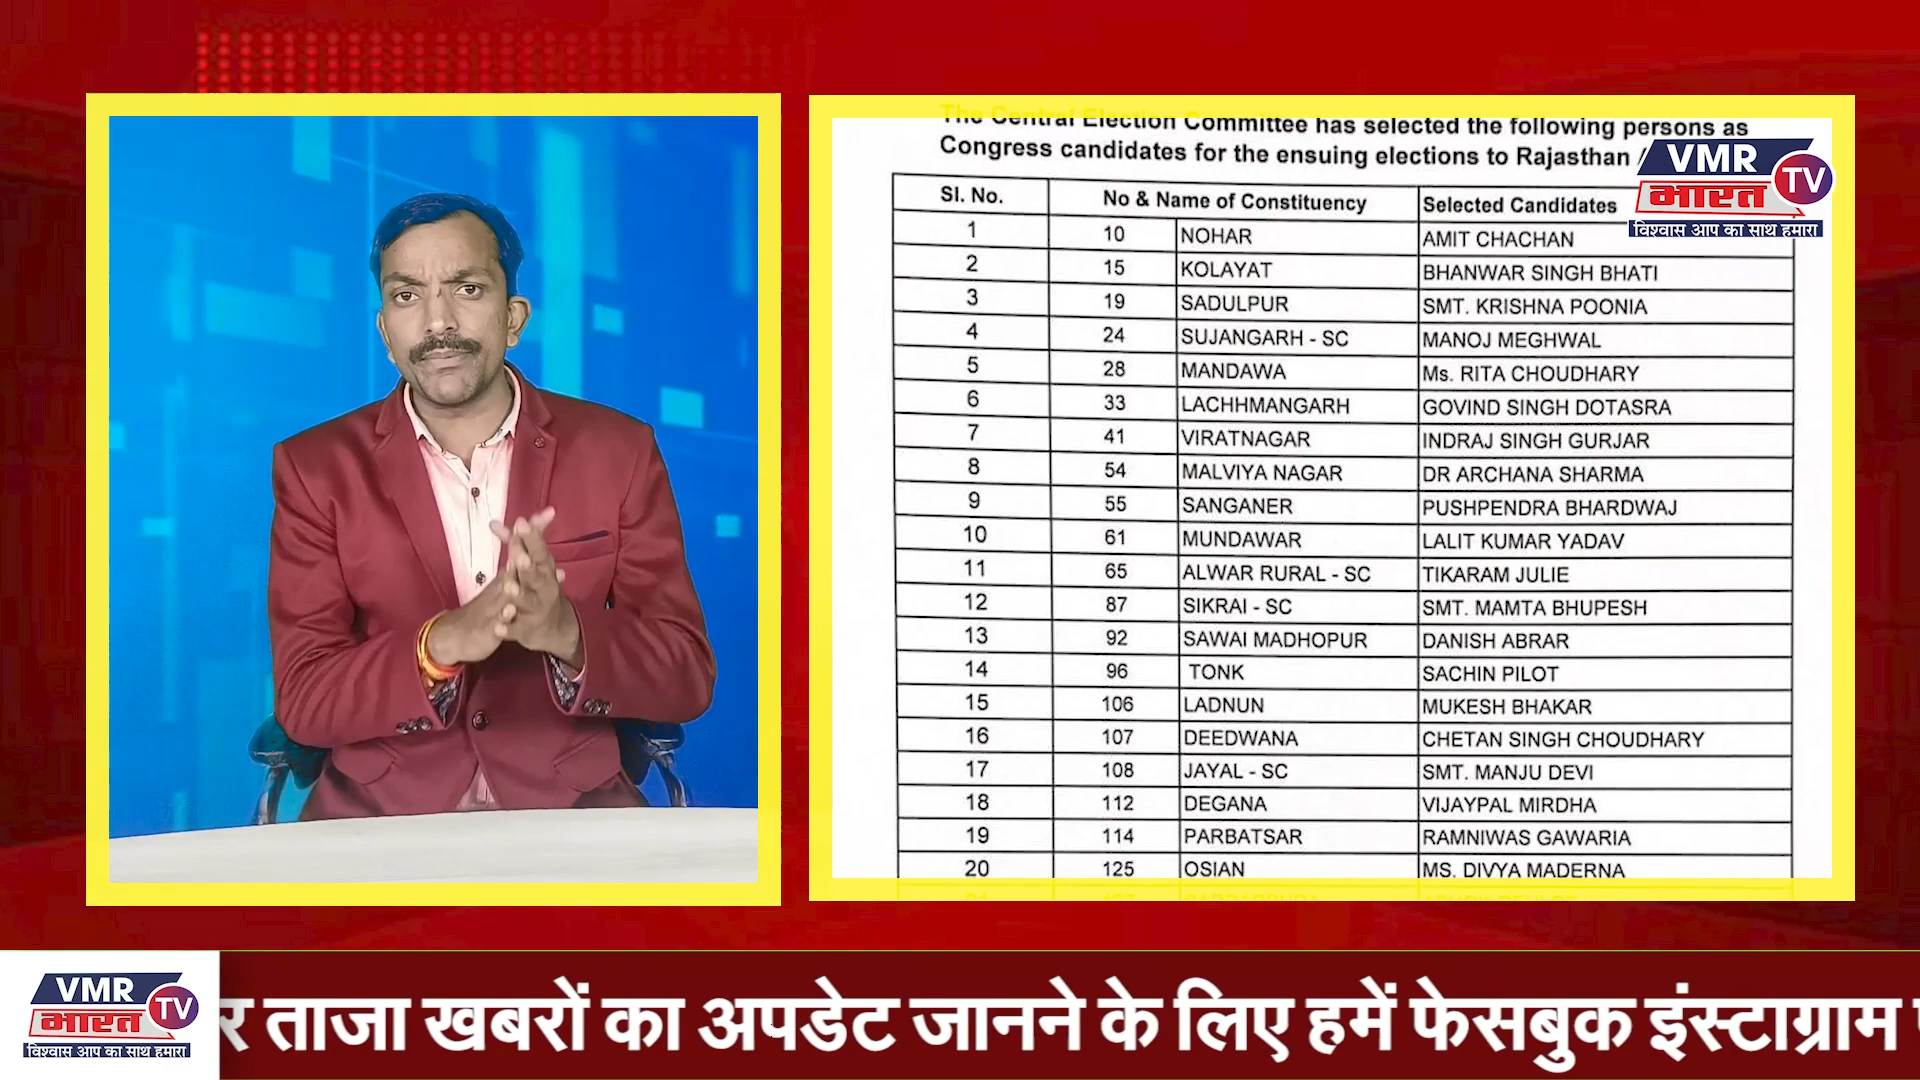 The Central Election Committee has selected the following persons as
Congress candidates for the ensuing elections to Rajasthan
VMR
भारत
TV
विश्वास आप का साथ हमारा
Sl. No. No & Name of Constituency Selected Candidates
1 10 NOHAR AMIT CHACHAN
2 15 KOLAYAT BHANWAR SINGH BHATI
3 19 SADULPUR SMT. KRISHNA POONIA
4 24 SUJANGARH - SC MANOJ MEGHWAL
5 28 MANDAWA Ms. RITA CHOUDHARY
6 33 LACHHMANGARH GOVIND SINGH DOTASRA
7 41 VIRATNAGAR INDRAJ SINGH GURJAR
8 54 MALVIYA NAGAR DR ARCHANA SHARMA
9 55 SANGANER PUSHPENDRA BHARDWAJ
10 61 MUNDAWAR LALIT KUMAR YADAV
11 65 ALWAR RURAL - SC TIKARAM JULIE
12 87 SIKRAI - SC SMT. MAMTA BHUPESH
13 92 SAWAI MADHOPUR DANISH ABRAR
14 96 TONK SACHIN PILOT
15 106 LADNUN MUKESH BHAKAR
16 107 DEEDWANA CHETAN SINGH CHOUDHARY
17 108 JAYAL - SC SMT. MANJU DEVI
18 112 DEGANA VIJAYPAL MIRDHA
19 114 PARBATSAR RAMNIWAS GAWARIA
20 125 OSIAN MS. DIVYA MADERNA
VMR
भारत
TV
विश्वास आप का साथ हमारा
र ताजा खबरों का अपडेट जानने के लिए हमें फेसबुक इंस्टाग्राम